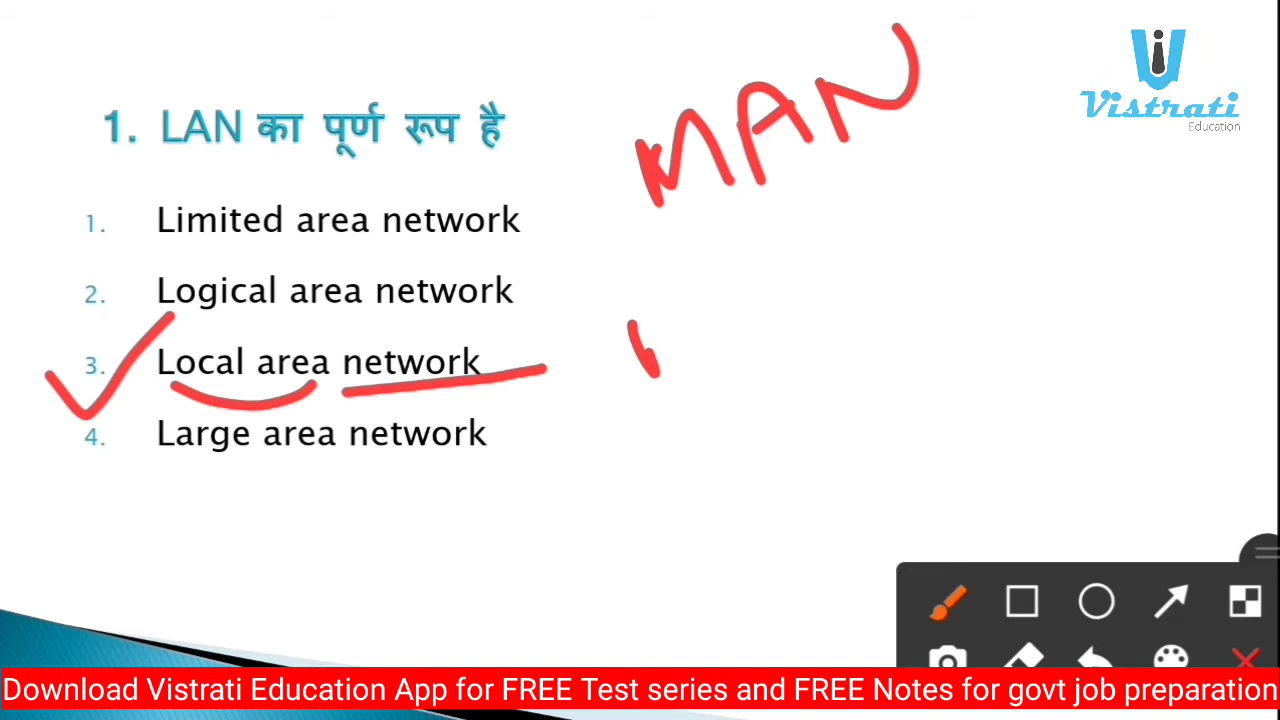 Vistrati
Education
MAN
1. LAN का पूर्ण रूप है
1. Limited area network
2. Logical area network
3. Local area network
4. Large area network
Download Vistrati Education App for FREE Test series and FREE Notes for govt job preparation